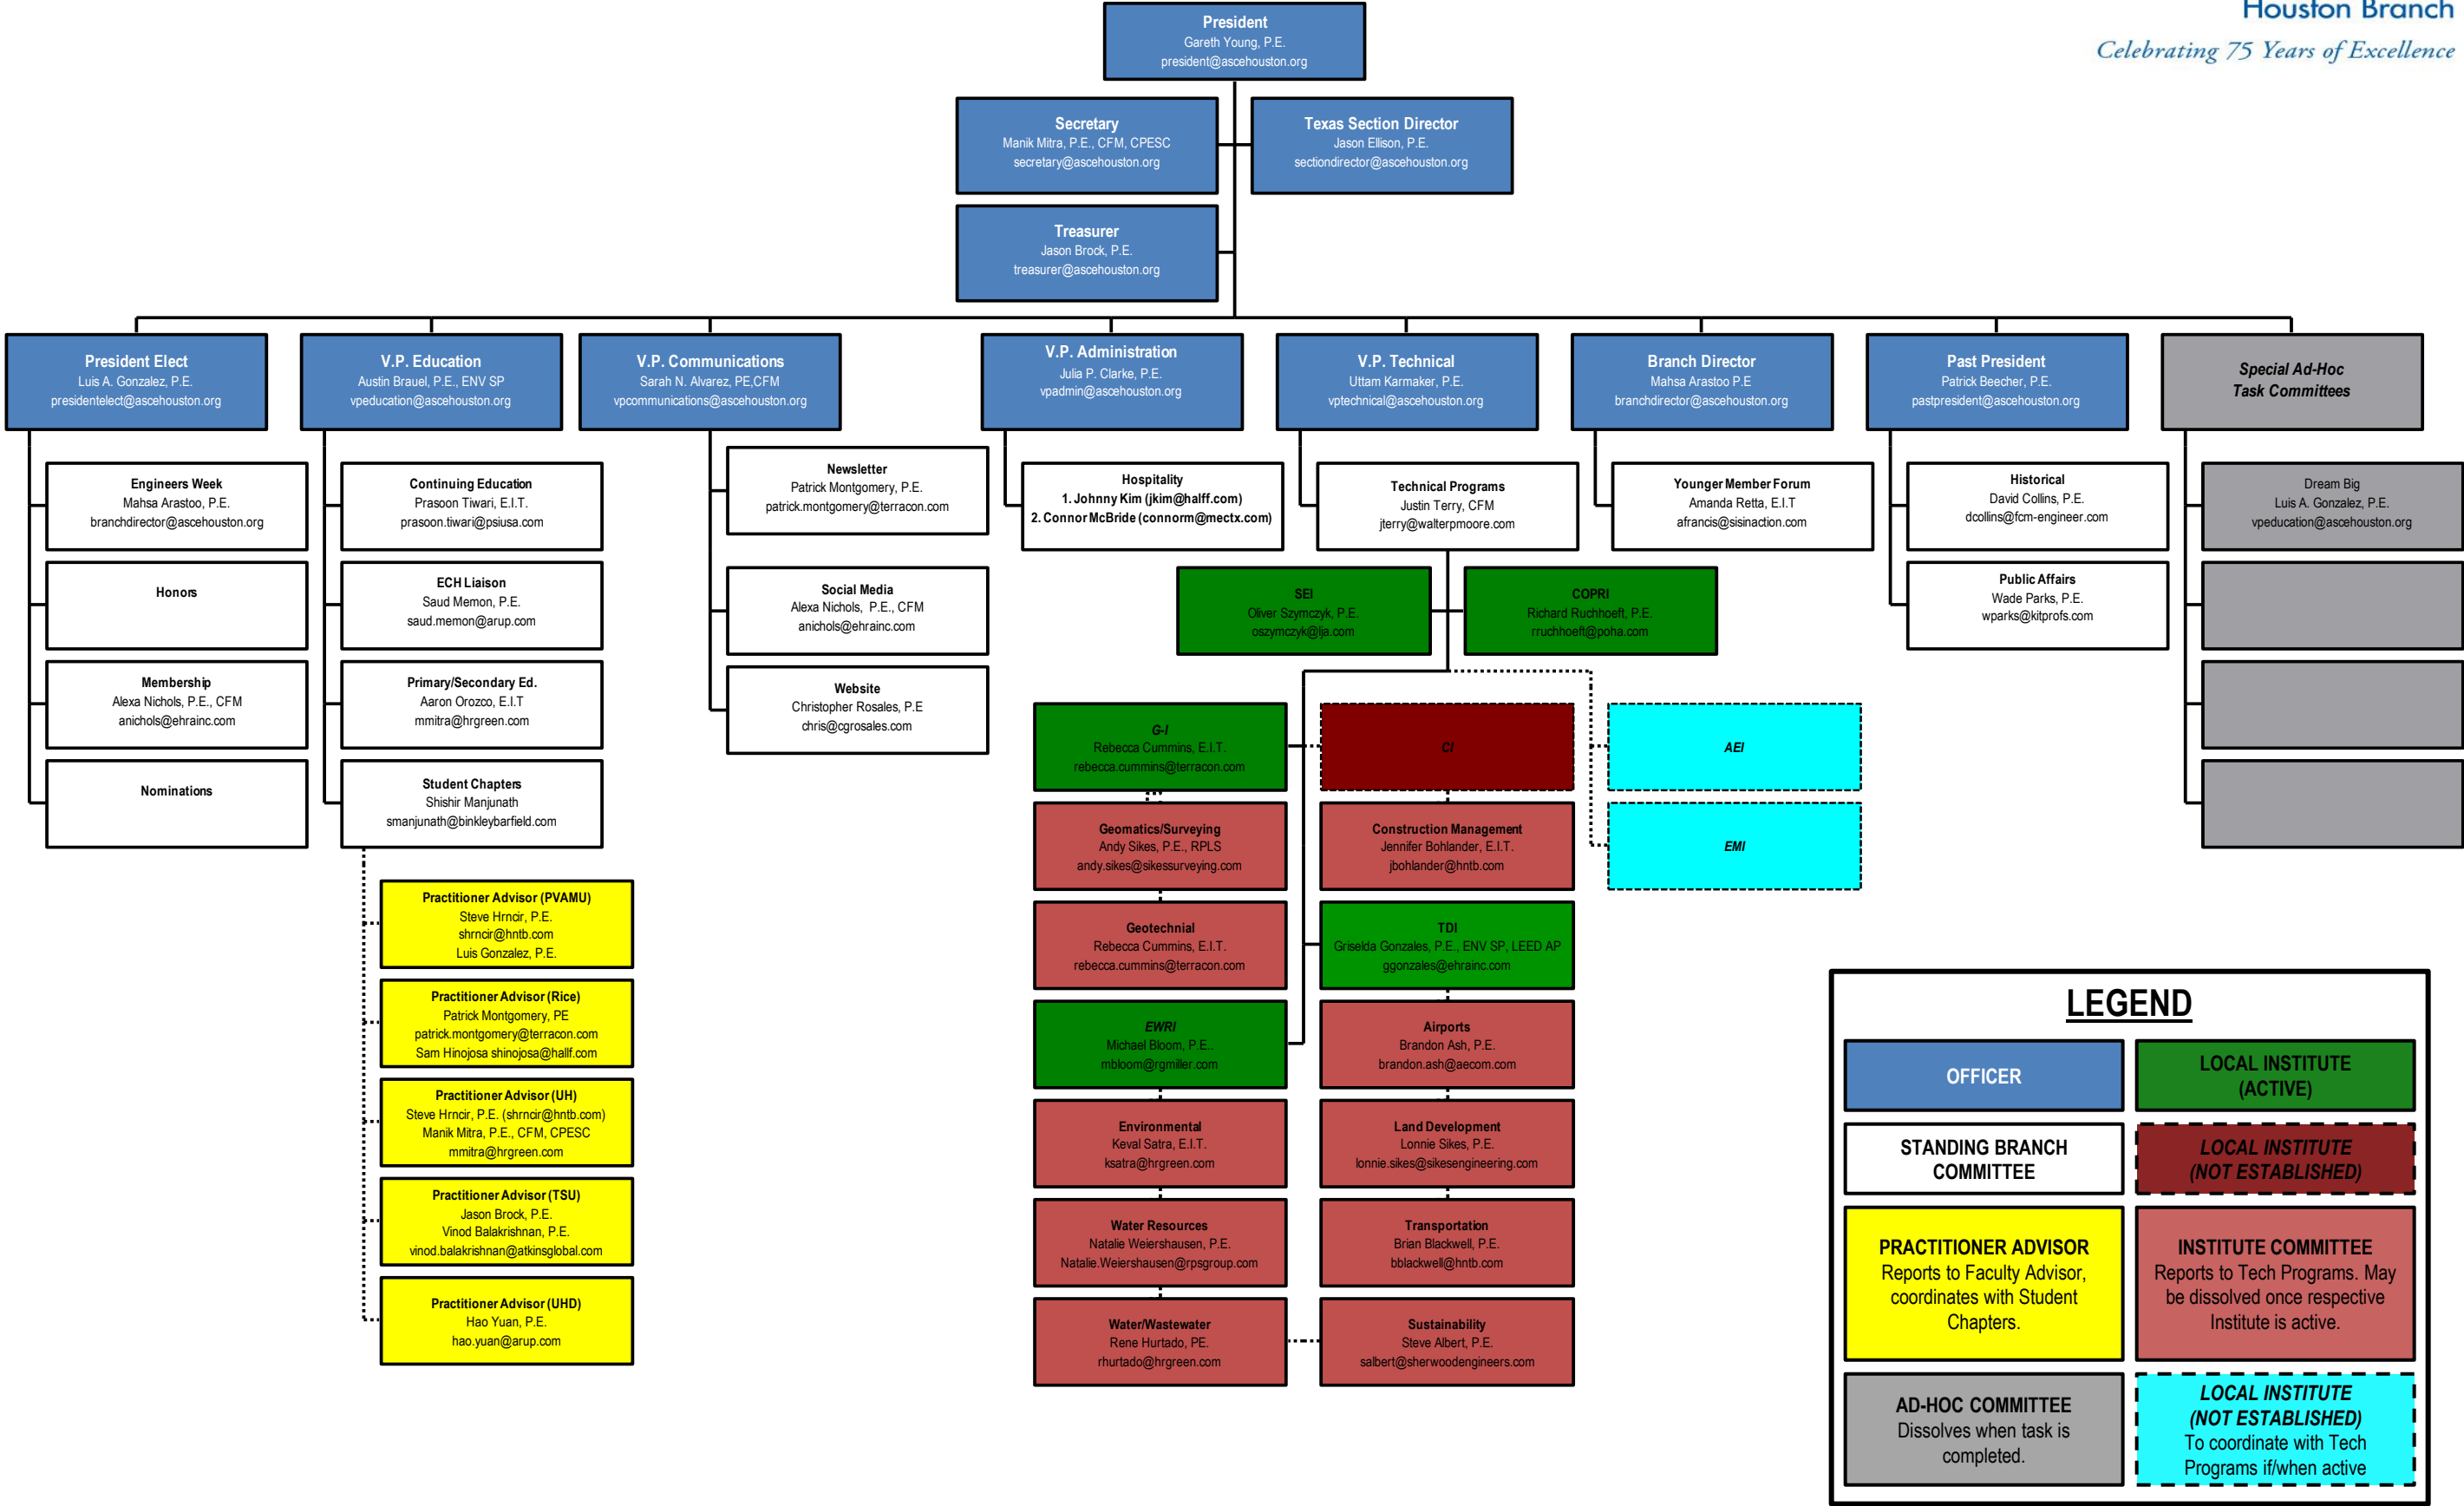 Houston Branch
Celebrating 75 Years of Excellence
President
Gareth Young, P.E.
president@ascehouston.org
Secretary
Manik Mitra, P.E., CFM, CPESC
secretary@ascehouston.org
Texas Section Director
Jason Ellison, P.E.
sectiondirector@ascehouston.org
Treasurer
Jason Brock, P.E.
treasurer@ascehouston.org
President Elect
Luis A. Gonzalez, P.E.
presidentelect@ascehouston.org
V.P. Education
Austin Brauel, P.E., ENV SP
vpeducation@ascehouston.org
V.P. Communications
Sarah N. Alvarez, PE,CFM
vpcommunications@ascehouston.org
V.P. Administration
Julia P. Clarke, P.E.
vpadmin@ascehouston.org
V.P. Technical
Uttam Karmaker, P.E.
vptechnical@ascehouston.org
Branch Director
Mahsa Arastoo P.E
branchdirector@ascehouston.org
Past President
Patrick Beecher, P.E.
pastpresident@ascehouston.org
Special Ad-Hoc
Task Committees
Engineers Week
Mahsa Arastoo, P.E.
branchdirector@ascehouston.org
Honors
Membership
Alexa Nichols, P.E., CFM
anichols@ehrainc.com
Nominations
Continuing Education
Prasoon Tiwari, E.I.T.
prasoon.tiwari@psiusa.com
ECH Liaison
Saud Memon, P.E.
saud.memon@arup.com
Primary/Secondary Ed.
Aaron Orozco, E.I.T
mmitra@hrgreen.com
Student Chapters
Shishir Manjunath
smanjunath@binkleybarfield.com
Practitioner Advisor (PVAMU)
Steve Hrncir, P.E.
shrncir@hntb.com
Luis Gonzalez, P.E.
Practitioner Advisor (Rice)
Patrick Montgomery, PE
patrick.montgomery@terracon.com
Sam Hinojosa shinojosa@hallf.com
Practitioner Advisor (UH)
Steve Hrncir, P.E. (shrncir@hntb.com)
Manik Mitra, P.E., CFM, CPESC
mmitra@hrgreen.com
Practitioner Advisor (TSU)
Jason Brock, P.E.
Vinod Balakrishnan, P.E.
vinod.balakrishnan@atkinsglobal.com
Practitioner Advisor (UHD)
Hao Yuan, P.E.
hao.yuan@arup.com
Newsletter
Patrick Montgomery, P.E.
patrick.montgomery@terracon.com
Social Media
Alexa Nichols, P.E., CFM
anichols@ehrainc.com
Website
Christopher Rosales, P.E
chris@cgrosales.com
Hospitality
1. Johnny Kim (jkim@halff.com)
2. Connor McBride (connorm@mectx.com)
Technical Programs
Justin Terry, CFM
jterry@walterpmoore.com
SEI
Oliver Szymczyk, P.E.
oszymczyk@lja.com
COPRI
Richard Ruchhoeft, P.E.
rruchhoeft@poha.com
G-I
Rebecca Cummins, E.I.T.
rebecca.cummins@terracon.com
CI
AEI
EMI
Geomatics/Surveying
Andy Sikes, P.E., RPLS
andy.sikes@sikessurveying.com
Construction Management
Jennifer Bohlander, E.I.T.
jbohlander@hntb.com
Geotechnial
Rebecca Cummins, E.I.T.
rebecca.cummins@terracon.com
TDI
Griselda Gonzales, P.E., ENV SP, LEED AP
ggonzales@ehrainc.com
EWRI
Michael Bloom, P.E..
mbloom@rgmiller.com
Airports
Brandon Ash, P.E.
brandon.ash@aecom.com
Environmental
Keval Satra, E.I.T.
ksatra@hrgreen.com
Land Development
Lonnie Sikes, P.E.
lonnie.sikes@sikesengineering.com
Water Resources
Natalie Weiershausen, P.E.
Natalie.Weiershausen@rpsgroup.com
Transportation
Brian Blackwell, P.E.
bblackwell@hntb.com
Water/Wastewater
Rene Hurtado, PE.
rhurtado@hrgreen.com
Sustainability
Steve Albert, P.E.
salbert@sherwoodengineers.com
Younger Member Forum
Amanda Retta, E.I.T
afrancis@sisinaction.com
Historical
David Collins, P.E.
dcollins@fcm-engineer.com
Public Affairs
Wade Parks, P.E.
wparks@kitprofs.com
Dream Big
Luis A. Gonzalez, P.E.
vpeducation@ascehouston.org
LEGEND
OFFICER
LOCAL INSTITUTE
(ACTIVE)
STANDING BRANCH
COMMITTEE
LOCAL INSTITUTE
(NOT ESTABLISHED)
PRACTITIONER ADVISOR
Reports to Faculty Advisor,
coordinates with Student
Chapters.
INSTITUTE COMMITTEE
Reports to Tech Programs. May
be dissolved once respective
Institute is active.
AD-HOC COMMITTEE
Dissolves when task is
completed.
LOCAL INSTITUTE
(NOT ESTABLISHED)
To coordinate with Tech
Programs if/when active